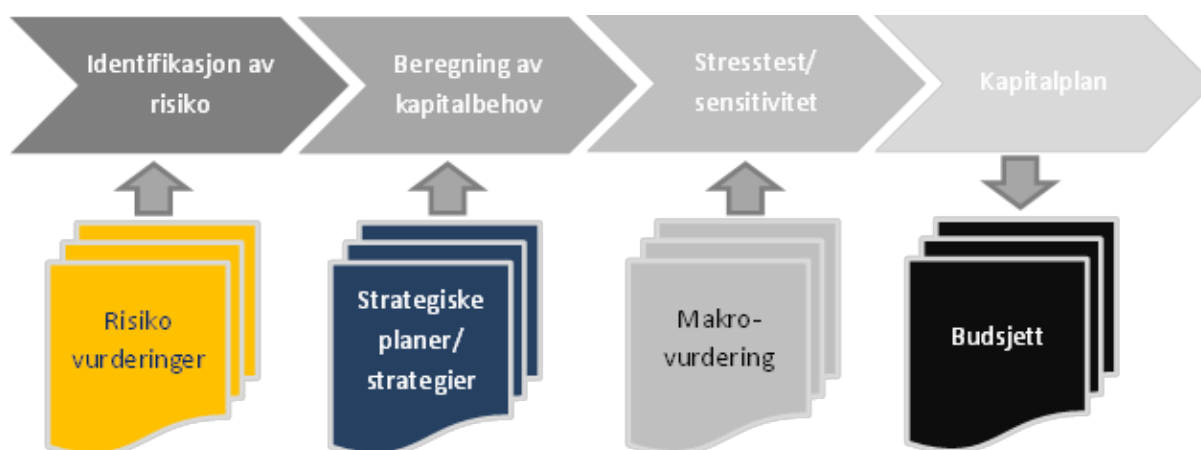 Identifikasjon av
risiko
Beregning av
kapitalbehov
Stresstest/
sensitivitet
Kapitalplan
Risiko
vurderinger
Strategiske
planer/
strategier
Makro-
vurdering
Budsjett